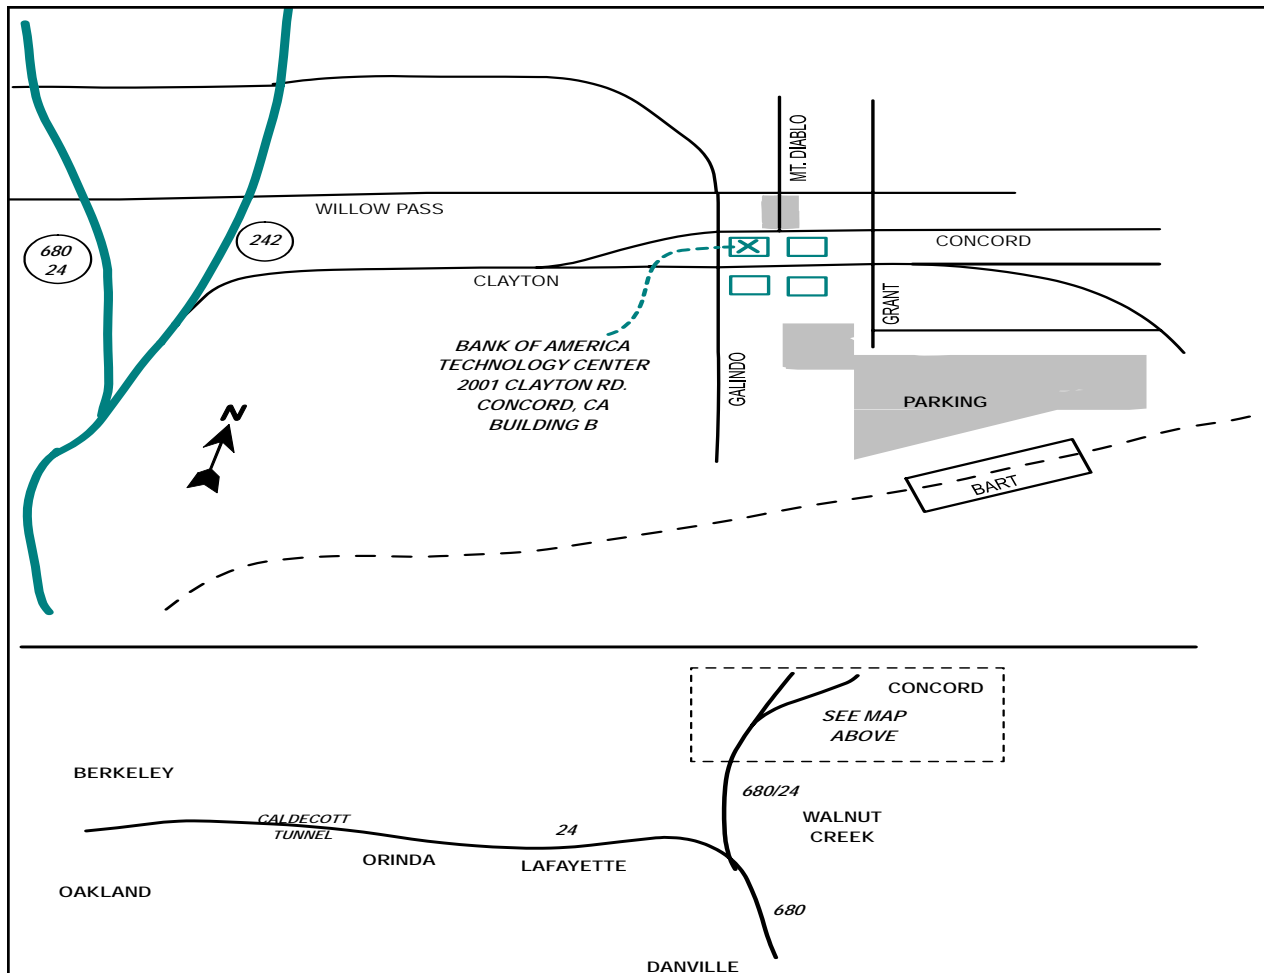 MT. DIABLO
WILLOW PASS
680
24
242
CONCORD
CLAYTON
GRANT
BANK OF AMERICA
TECHNOLOGY CENTER
2001 CLAYTON RD.
CONCORD, CA
BUILDING B
GALINDO
PARKING
N
BART
CONCORD
SEE MAP
ABOVE
BERKELEY
680/24
WALNUT
CREEK
CALDECOTT
TUNNEL
24
ORINDA
LAFAYETTE
OAKLAND
680
DANVILLE